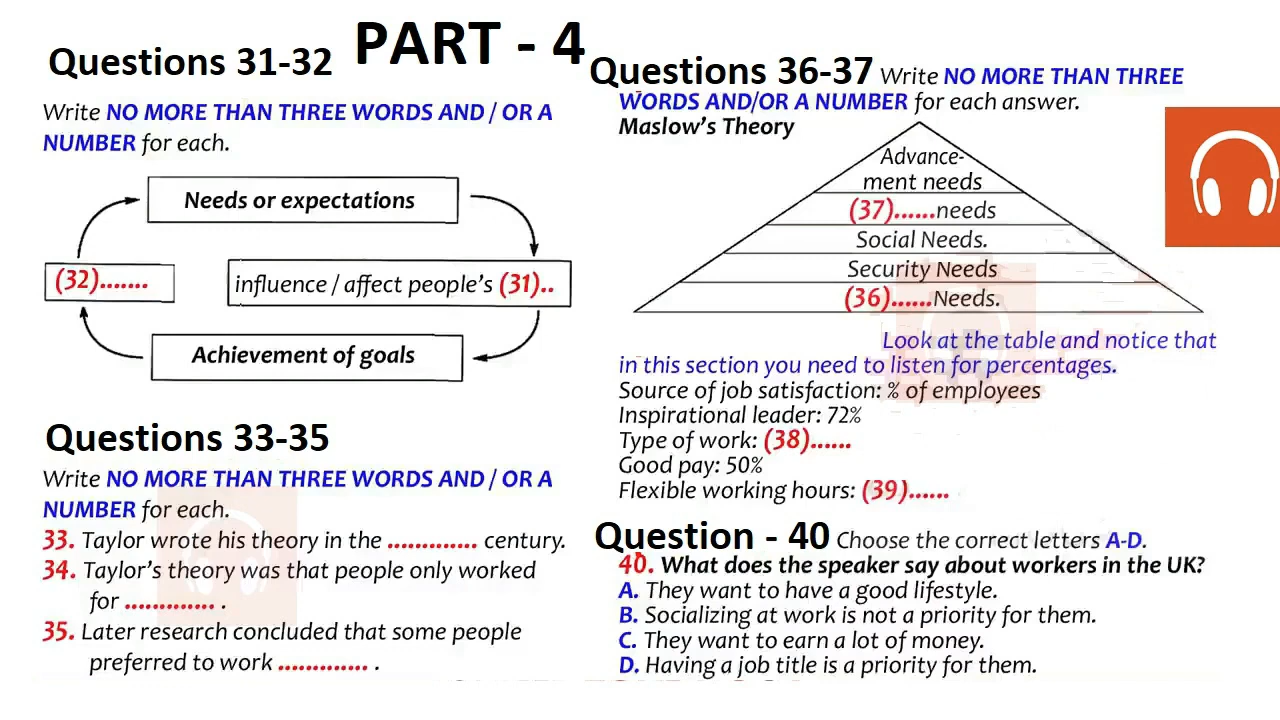 PART - 4
Questions 31-32
Write NO MORE THAN THREE WORDS AND / OR A
NUMBER for each.
Needs or expectations
(32).......
influence / affect people's (31)..
Achievement of goals
Questions 33-35
Write NO MORE THAN THREE WORDS AND / OR A
NUMBER for each.
33. Taylor wrote his theory in the ............. century.
34. Taylor's theory was that people only worked
for ............. .
35. Later research concluded that some people
preferred to work ............. .
Questions 36-37 Write NO MORE THAN THREE
WORDS AND/OR A NUMBER for each answer.
Maslow's Theory
Advance-
ment needs
(37)......needs
Social Needs.
Security Needs
(36)......Needs.
Look at the table and notice that
in this section you need to listen for percentages.
Source of job satisfaction: % of employees
Inspirational leader: 72%
Type of work: (38)......
Good pay: 50%
Flexible working hours: (39)......
Question - 40 Choose the correct letters A-D.
40. What does the speaker say about workers in the UK?
A. They want to have a good lifestyle.
B. Socializing at work is not a priority for them.
C. They want to earn a lot of money.
D. Having a job title is a priority for them.